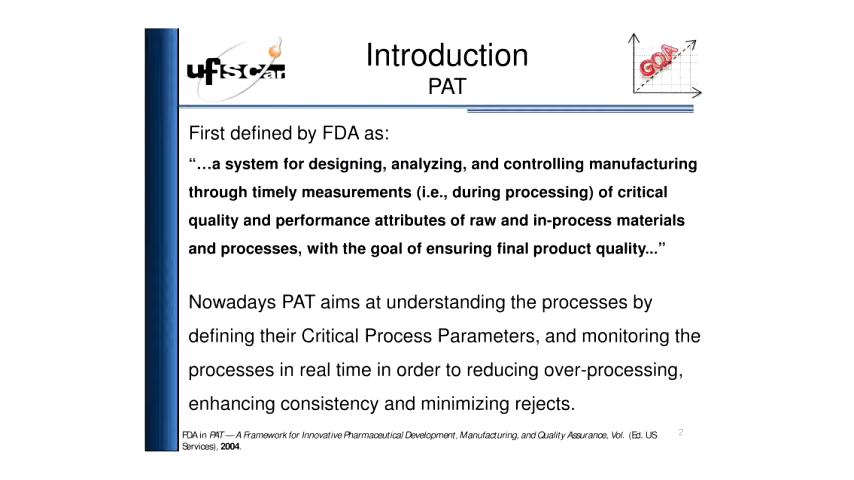 ufscar
Introduction
PAT
GOA
First defined by FDA as:
“…a system for designing, analyzing, and controlling manufacturing
through timely measurements (i.e., during processing) of critical
quality and performance attributes of raw and in-process materials
and processes, with the goal of ensuring final product quality...”
Nowadays PAT aims at understanding the processes by
defining their Critical Process Parameters, and monitoring the
processes in real time in order to reducing over-processing,
enhancing consistency and minimizing rejects.
FDA in PAT — A Framework for Innovative Pharmaceutical Development, Manufacturing, and Quality Assurance, Vol. (Ed. US
Services), 2004.
2